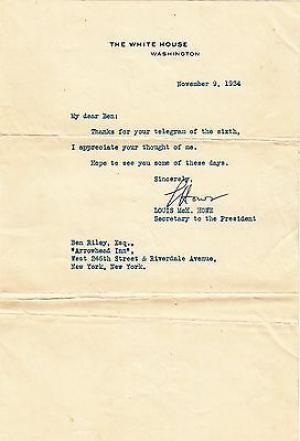 THE WHITE HOUSE
WASHINGTON
November 9, 1934
My dear Ben:
Thanks for your telegram of the sixth,
I appreciate your thought of me.
Hope to see you some of these days.
Sincerely,
LOUIS McH. HOWE
Secretary to the President
Ben Riley, Esq.,
"Arrowhead Inn",
West 246th Street & Riverdale Avenue,
New York, New York.